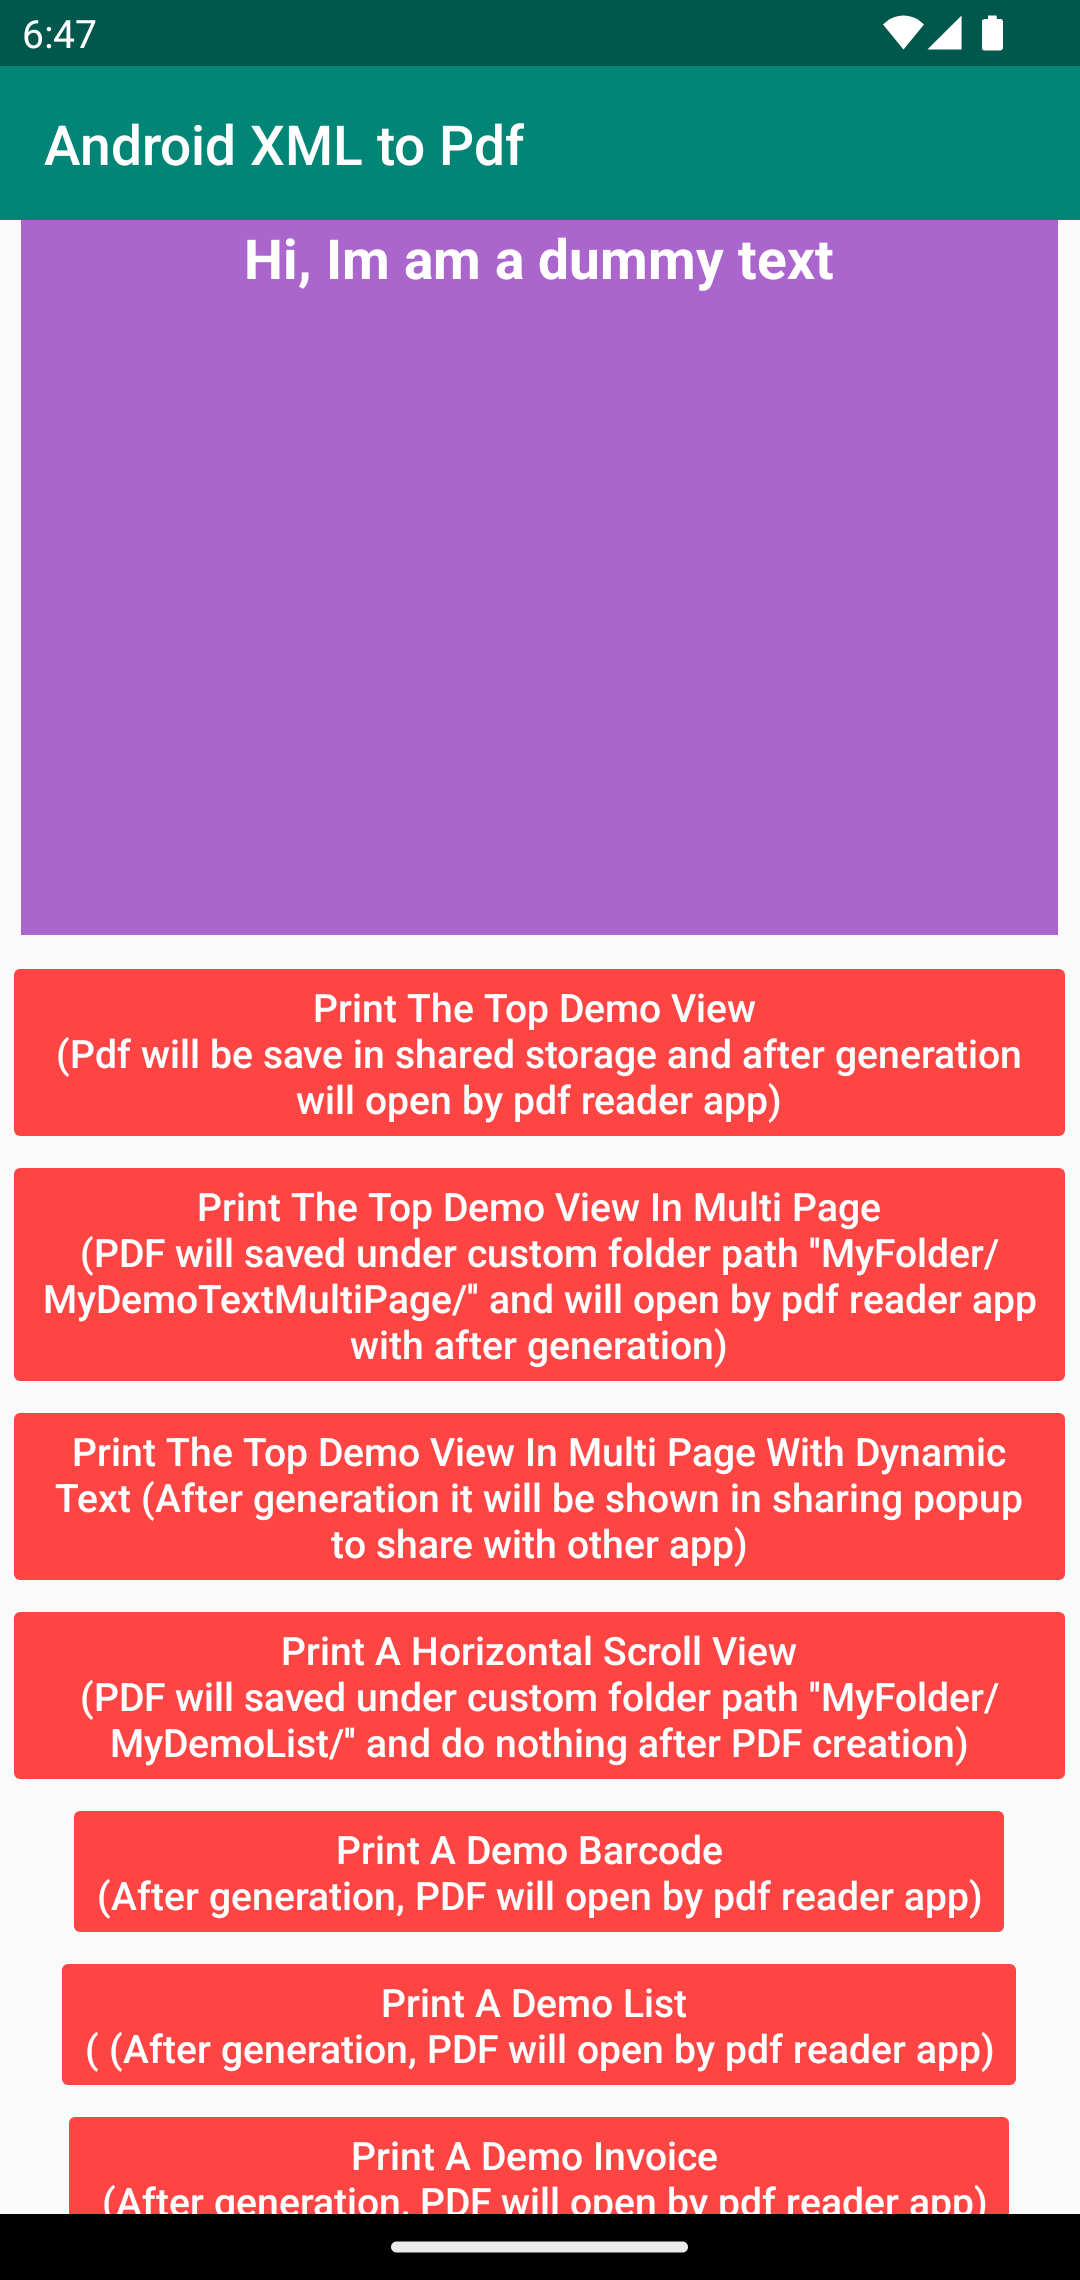 6:47
Android XML to Pdf
Hi, Im am a dummy text
Print The Top Demo View
(Pdf will be save in shared storage and after generation
will open by pdf reader app)
Print The Top Demo View In Multi Page
(PDF will saved under custom folder path "MyFolder/
MyDemoTextMultiPage/" and will open by pdf reader app
with after generation)
Print The Top Demo View In Multi Page With Dynamic
Text (After generation it will be shown in sharing popup
to share with other app)
Print A Horizontal Scroll View
(PDF will saved under custom folder path "MyFolder/
MyDemoList/" and do nothing after PDF creation)
Print A Demo Barcode
(After generation, PDF will open by pdf reader app)
Print A Demo List
( (After generation, PDF will open by pdf reader app)
Print A Demo Invoice
(After generation, PDF will open by pdf reader app)